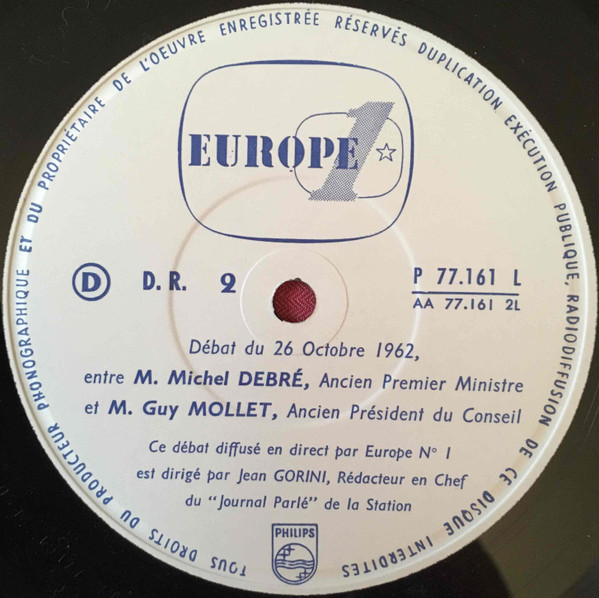 TOUS DROITS DU PRODUCTEUR PHONOGRAPHIQUE ET DU PROPRIÉTAIRE DE L'OEUVRE ENREGISTRÉE RÉSERVÉS DUPLICATION EXÉCUTION PUBLIQUE, RADIODIFFUSION DE CE DISQUE INTERDITES
EUROPE 1
D D. R. 2 P 77.161 L
AA 77.161 2L
Débat du 26 Octobre 1962,
entre M. Michel DEBRÉ, Ancien Premier Ministre
et M. Guy MOLLET, Ancien Président du Conseil
Ce débat diffusé en direct par Europe N° 1
est dirigé par Jean GORINI, Rédacteur en Chef
du "Journal Parlé" de la Station
PHILIPS